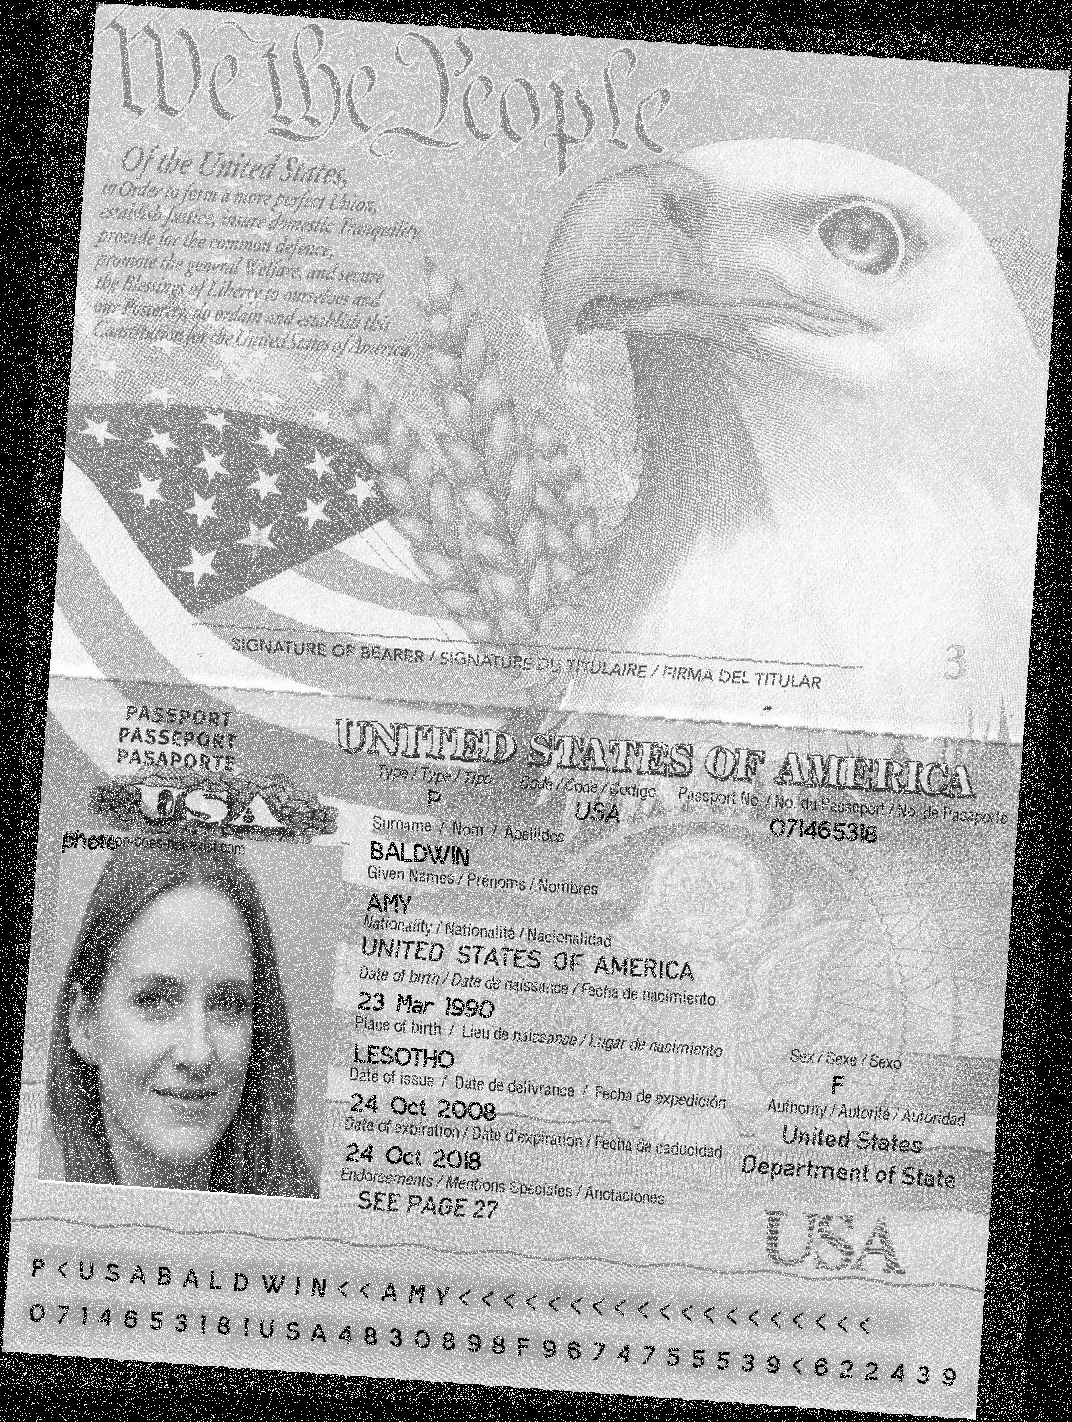 We the People
Of the United States,
in Order to form a more perfect Union,
establish Justice, insure domestic Tranquility,
provide for the common defence,
promote the general Welfare, and secure
the Blessings of Liberty to ourselves and
our Posterity, do ordain and establish this
Constitution for the United States of America.
SIGNATURE OF BEARER / SIGNATURE DU TITULAIRE / FIRMA DEL TITULAR
3
PASSPORT
PASSEPORT
PASAPORTE
USA
UNITED STATES OF AMERICA
Type / Type / Tipo Code / Code / Codigo Passport No. / No. du Passeport / No. de Pasaporte
P USA 071465318
Surname / Nom / Apellidos
BALDWIN
Given Names / Prenoms / Nombres
AMY
Nationality / Nationalité / Nacionalidad
UNITED STATES OF AMERICA
Date of birth / Date de naissance / Fecha de nacimiento
23 Mar 1990
Place of birth / Lieu de naissance / Lugar de nacimiento Sex / Sexe / Sexo
LESOTHO F
Date of issue / Date de delivrance / Fecha de expedición Authority / Autorité / Autoridad
24 Oct 2008 United States
Date of expiration / Date d'expiration / Fecha de caducidad
24 Oct 2018 Department of State
Endorsements / Mentions Spéciales / Anotaciones
SEE PAGE 27
USA
P<USABALDWIN<<AMY<<<<<<<<<<<<<<<<<<<
071465318!USA4830898F9674755539<622439